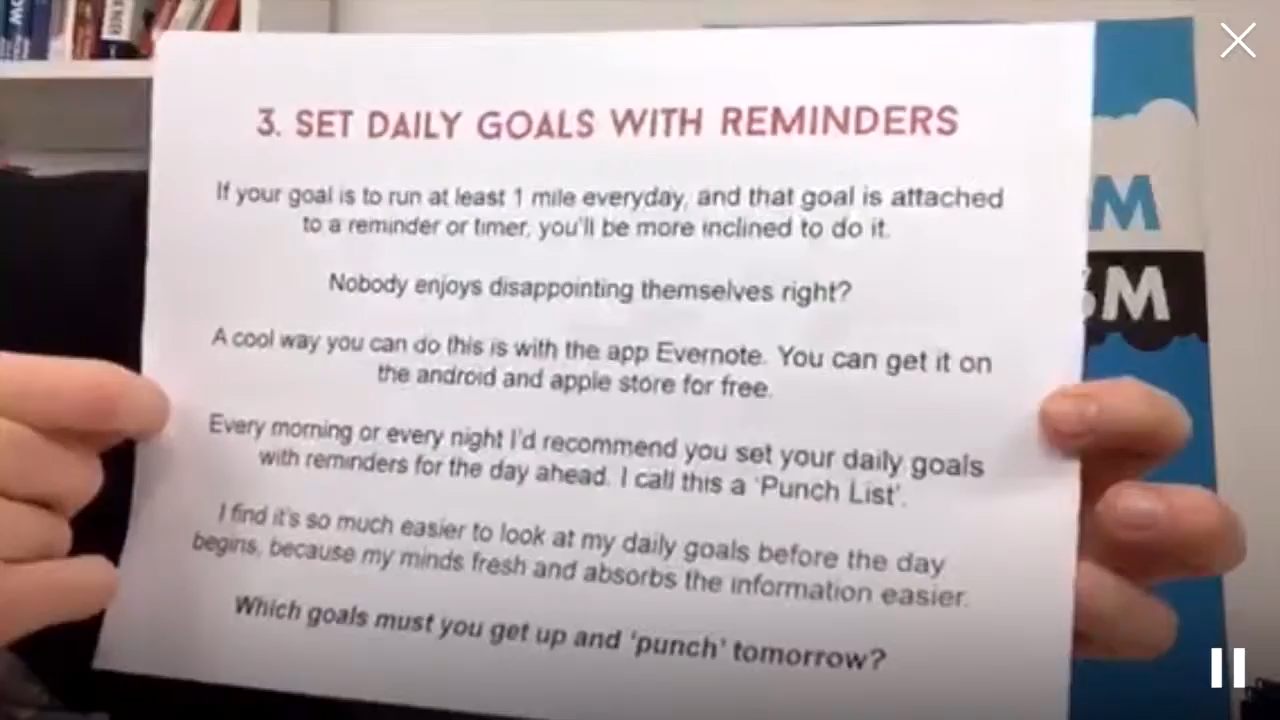 3. SET DAILY GOALS WITH REMINDERS
If your goal is to run at least 1 mile everyday, and that goal is attached
to a reminder or timer, you'll be more inclined to do it.
Nobody enjoys disappointing themselves right?
A cool way you can do this is with the app Evernote. You can get it on
the android and apple store for free.
Every morning or every night I'd recommend you set your daily goals
with reminders for the day ahead. I call this a 'Punch List'.
I find it's so much easier to look at my daily goals before the day
begins, because my minds fresh and absorbs the information easier.
Which goals must you get up and 'punch' tomorrow?
M
SM